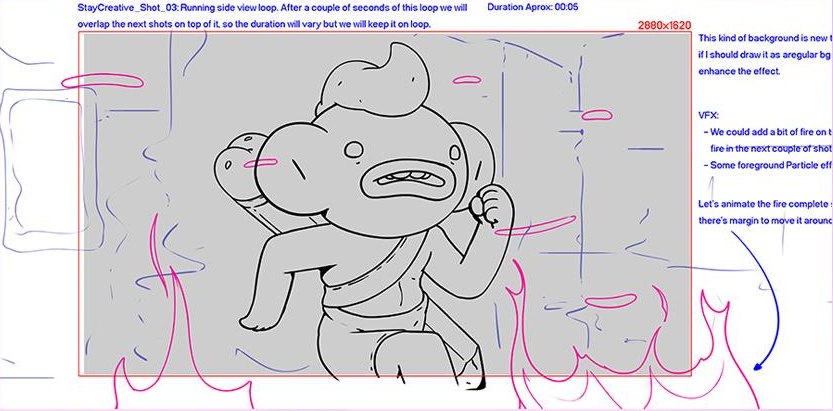 StayCreative_Shot_03: Running side view loop. After a couple of seconds of this loop we will
overlap the next shots on top of it, so the duration will vary but we will keep it on loop.
Duration Aprox: 00:05
2880x1620
This kind of background is new t
if I should draw it as aregular bg
enhance the effect.
VFX:
- We could add a bit of fire on t
fire in the next couple of shot
- Some foreground Particle eff
Let's animate the fire complete
there's margin to move it around